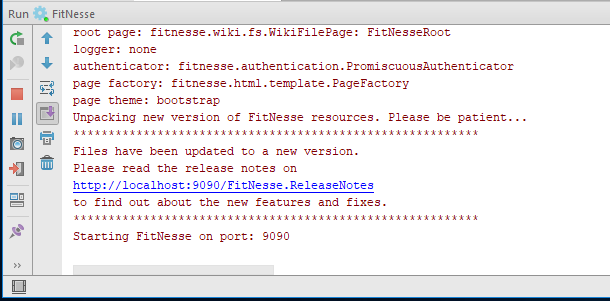 Run FitNesse
root page: fitnesse.wiki.fs.WikiFilePage: FitNesseRoot
logger: none
authenticator: fitnesse.authentication.PromiscuousAuthenticator
page factory: fitnesse.html.template.PageFactory
page theme: bootstrap
Unpacking new version of FitNesse resources. Please be patient...
************************************************************
Files have been updated to a new version.
Please read the release notes on
http://localhost:9090/FitNesse.ReleaseNotes
to find out about the new features and fixes.
************************************************************
Starting FitNesse on port: 9090